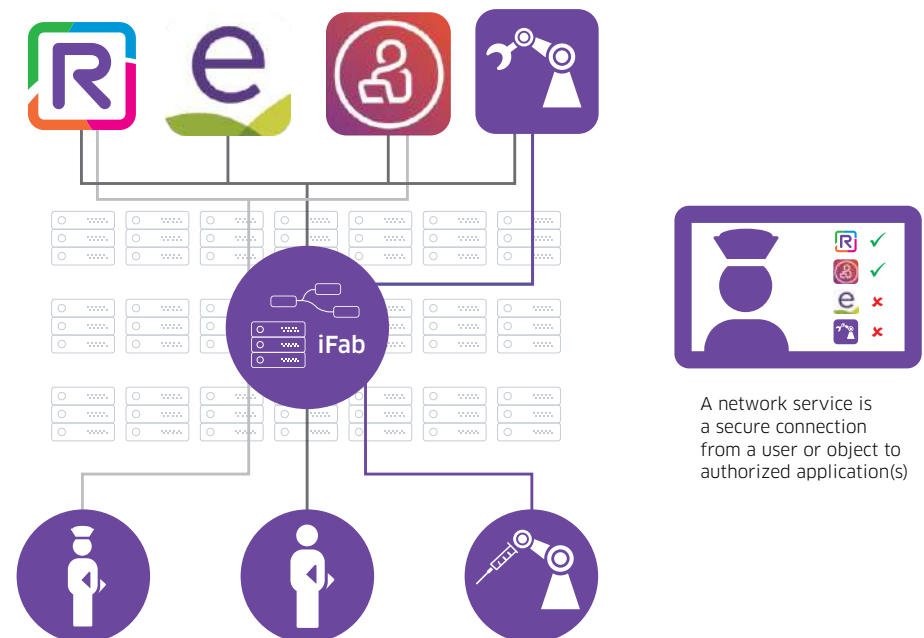 R
e
iFab
R
e
A network service is
a secure connection
from a user or object to
authorized application(s)